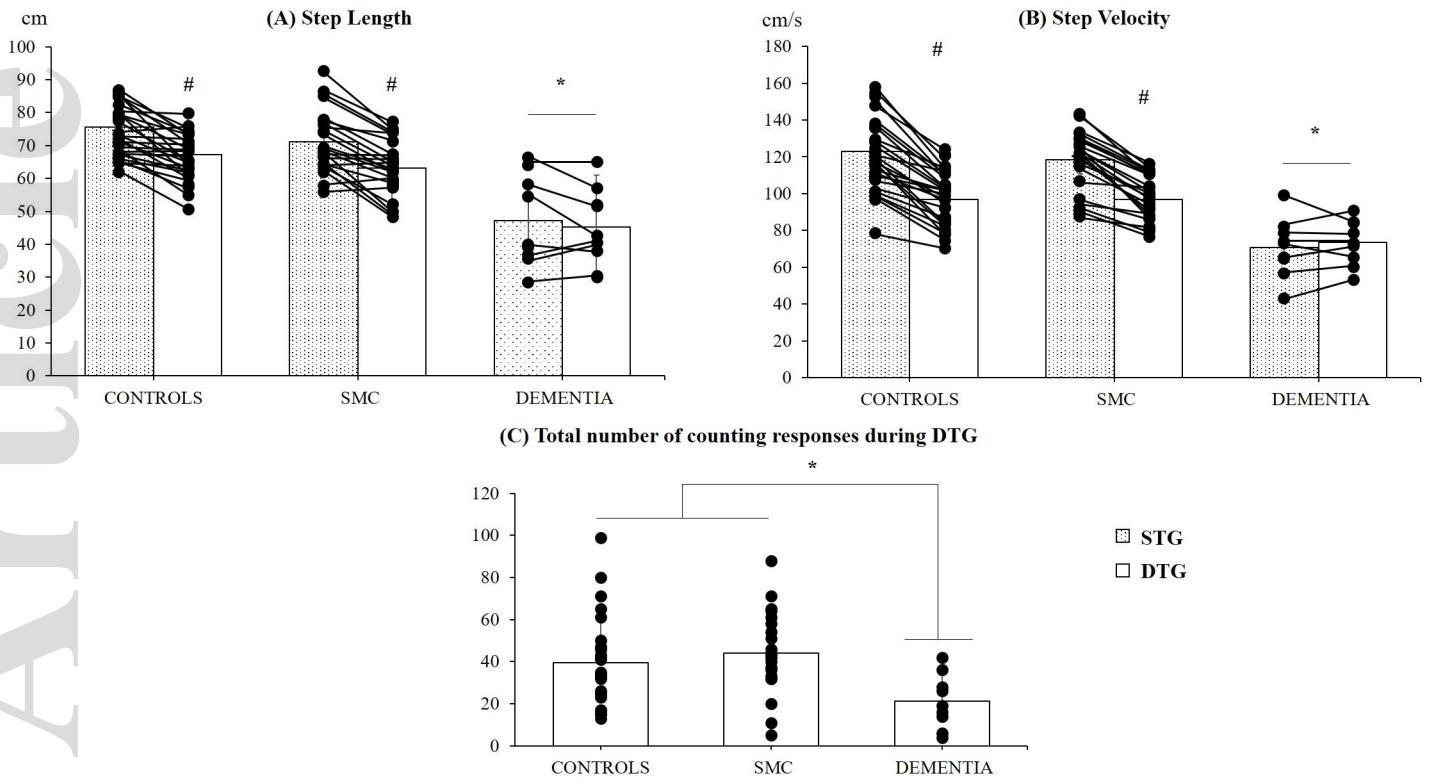 (A) Step Length
cm
100
90
80
70
60
50
40
30
20
10
0
#
#
*
CONTROLS
SMC
DEMENTIA
(B) Step Velocity
cm/s
180
160
140
120
100
80
60
40
20
0
#
#
*
CONTROLS
SMC
DEMENTIA
(C) Total number of counting responses during DTG
*
120
100
80
60
40
20
0
CONTROLS
SMC
DEMENTIA
STG
DTG
Article